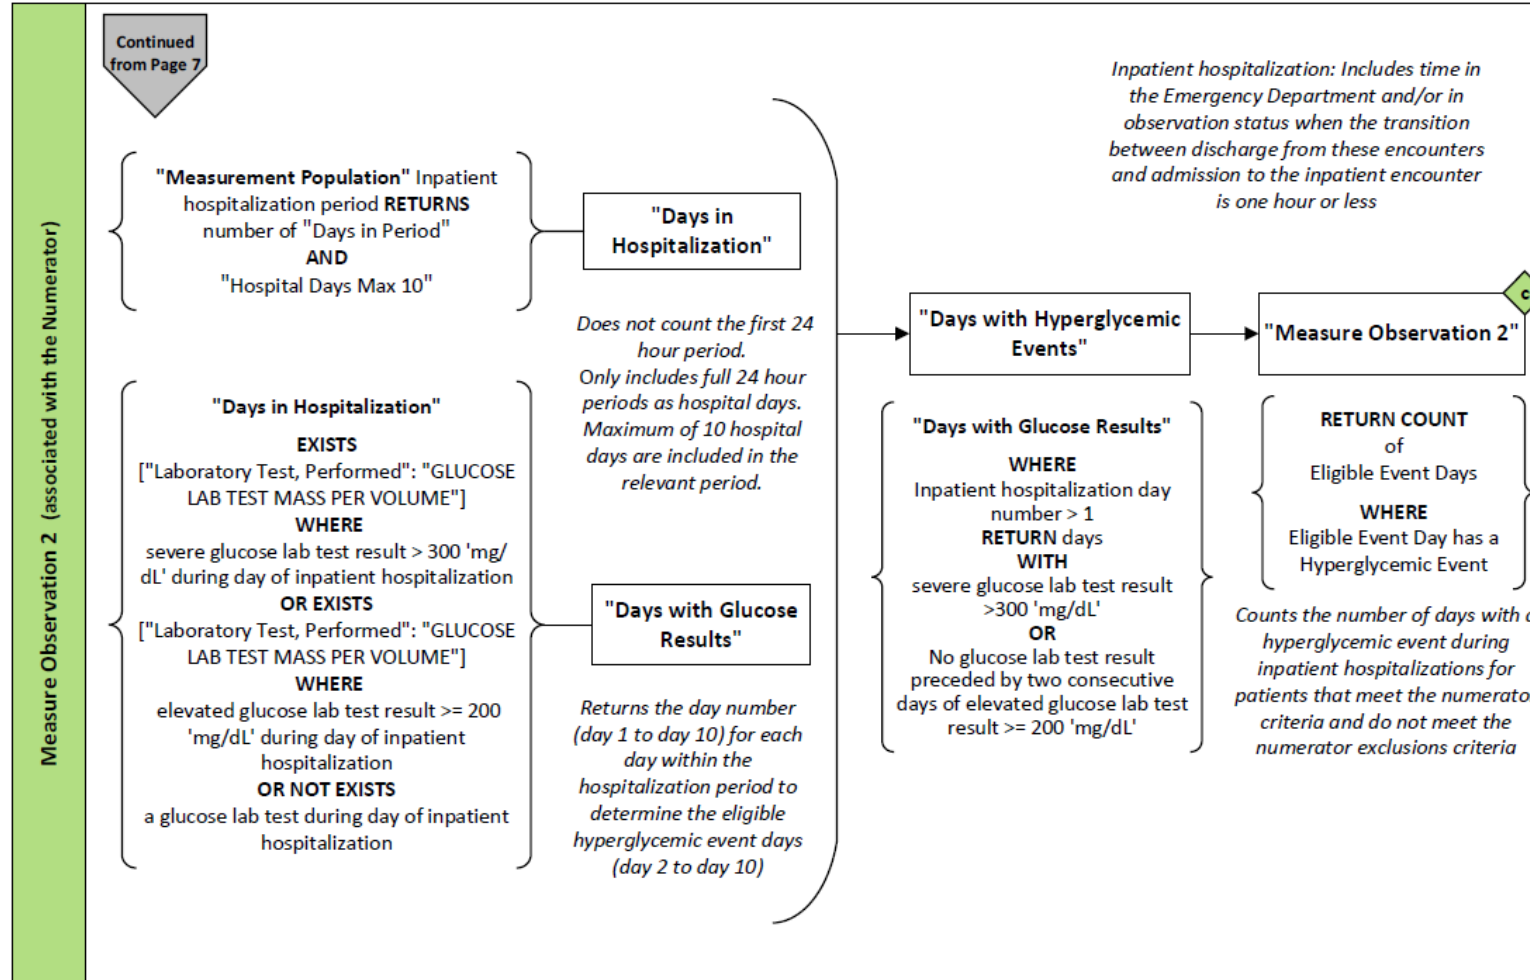 Measure Observation 2 (associated with the Numerator)
Continued
from Page 7
"Measurement Population" Inpatient
hospitalization period RETURNS
number of "Days in Period"
AND
"Hospital Days Max 10"
"Days in
Hospitalization"
Does not count the first 24
hour period.
Only includes full 24 hour
periods as hospital days.
Maximum of 10 hospital
days are included in the
relevant period.
"Days in Hospitalization"
EXISTS
["Laboratory Test, Performed": "GLUCOSE
LAB TEST MASS PER VOLUME"]
WHERE
severe glucose lab test result > 300 'mg/
dL' during day of inpatient hospitalization
OR EXISTS
["Laboratory Test, Performed": "GLUCOSE
LAB TEST MASS PER VOLUME"]
WHERE
elevated glucose lab test result >= 200
'mg/dL' during day of inpatient
hospitalization
OR NOT EXISTS
a glucose lab test during day of inpatient
hospitalization
"Days with Glucose
Results"
Returns the day number
(day 1 to day 10) for each
day within the
hospitalization period to
determine the eligible
hyperglycemic event days
(day 2 to day 10)
Inpatient hospitalization: Includes time in
the Emergency Department and/or in
observation status when the transition
between discharge from these encounters
and admission to the inpatient encounter
is one hour or less
"Days with Hyperglycemic
Events"
"Days with Glucose Results"
WHERE
Inpatient hospitalization day
number > 1
RETURN days
WITH
severe glucose lab test result
>300 'mg/dL'
OR
No glucose lab test result
preceded by two consecutive
days of elevated glucose lab test
result >= 200 'mg/dL'
c
"Measure Observation 2"
RETURN COUNT
of
Eligible Event Days
WHERE
Eligible Event Day has a
Hyperglycemic Event
Counts the number of days with a
hyperglycemic event during
inpatient hospitalizations for
patients that meet the numerator
criteria and do not meet the
numerator exclusions criteria